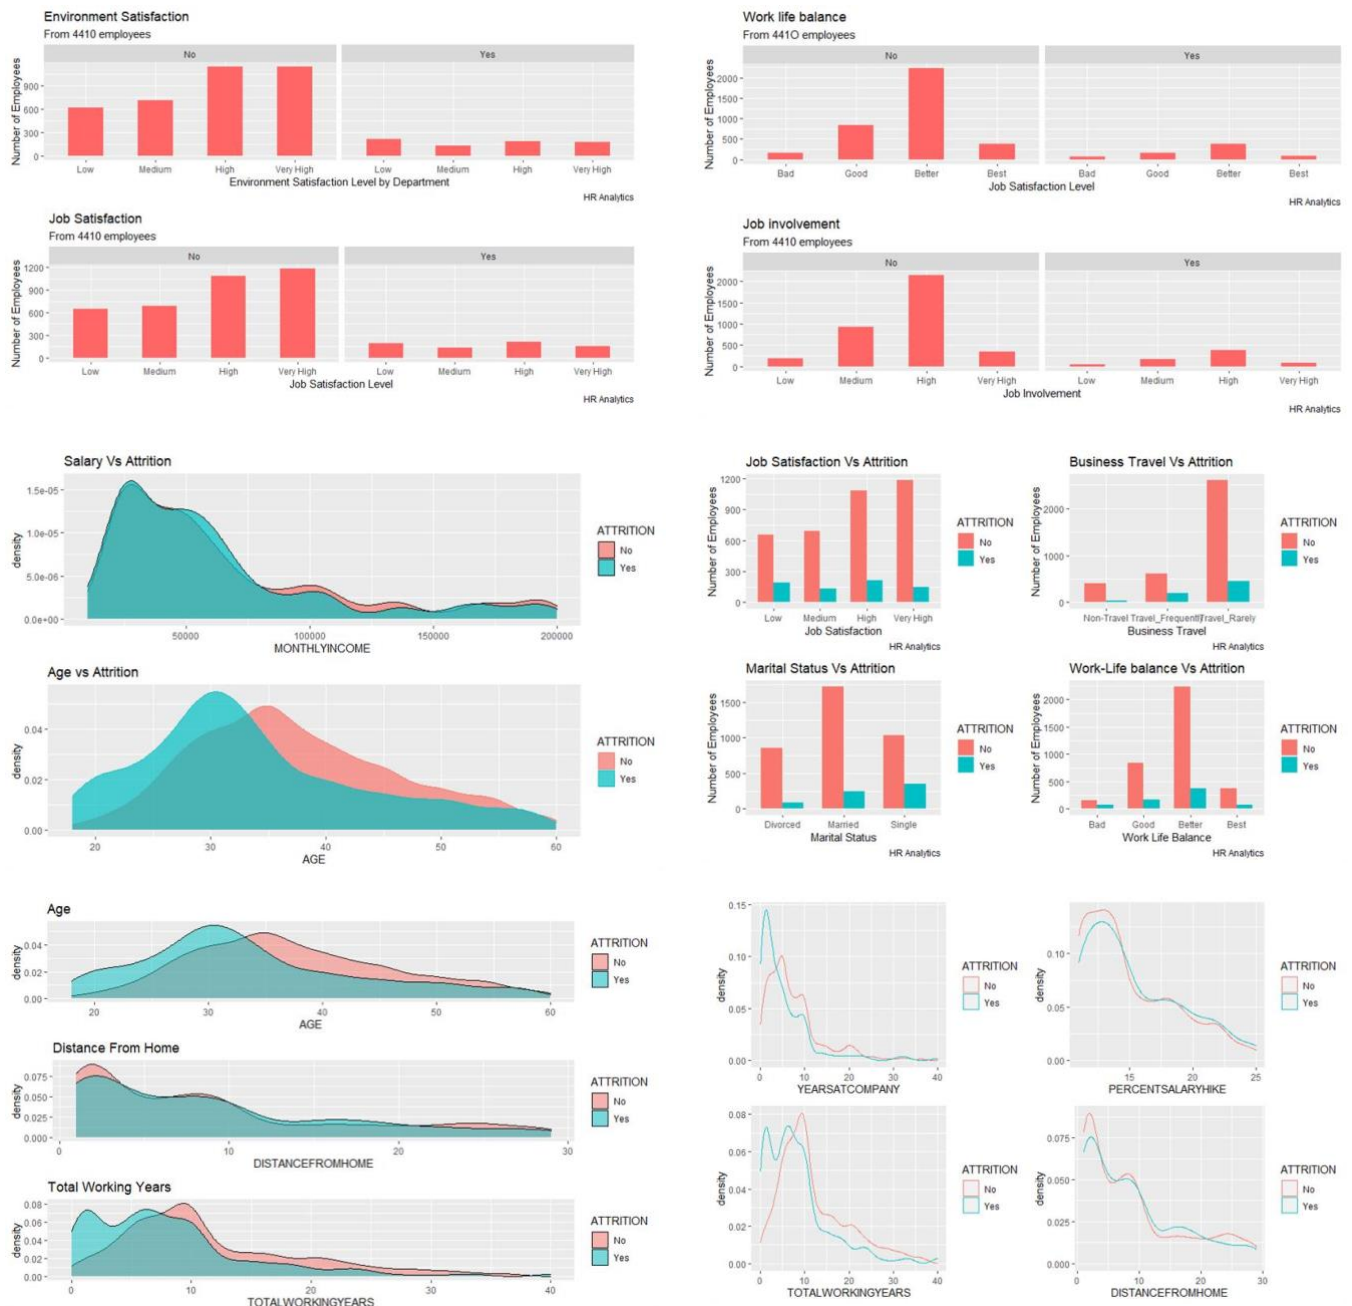 Environment Satisfaction
From 4410 employees
No
Yes
Number of Employees
900
600
300
0
Low
Medium
High
Very High
Low
Medium
High
Very High
Environment Satisfaction Level by Department
HR Analytics
Work life balance
From 441O employees
No
Yes
Number of Employees
2000
1500
1000
500
0
Bad
Good
Better
Best
Bad
Good
Better
Best
Job Satisfaction Level
HR Analytics
Job Satisfaction
From 4410 employees
No
Yes
Number of Employees
1200
900
600
300
0
Low
Medium
High
Very High
Low
Medium
High
Very High
Job Satisfaction Level
HR Analytics
Job involvement
From 4410 employees
No
Yes
Number of Employees
2000
1500
1000
500
0
Low
Medium
High
Very High
Low
Medium
High
Very High
Job Involvement
HR Analytics
Salary Vs Attrition
density
1.5e-05
1.0e-05
5.0e-06
0.0e+00
50000
100000
150000
200000
MONTHLYINCOME
ATTRITION
No
Yes
Job Satisfaction Vs Attrition
Number of Employees
1200
900
600
300
0
Low
Medium
High
Very High
Job Satisfaction
ATTRITION
No
Yes
HR Analytics
Business Travel Vs Attrition
Number of Employees
2000
1000
0
Non-Travel
Travel_Frequently
Travel_Rarely
Business Travel
ATTRITION
No
Yes
HR Analytics
Age vs Attrition
density
0.04
0.02
0.00
20
30
40
50
60
AGE
ATTRITION
No
Yes
Marital Status Vs Attrition
Number of Employees
1500
1000
500
0
Divorced
Married
Single
Marital Status
ATTRITION
No
Yes
HR Analytics
Work-Life balance Vs Attrition
Number of Employees
2000
1500
1000
500
0
Bad
Good
Better
Best
Work Life Balance
ATTRITION
No
Yes
HR Analytics
Age
density
0.04
0.02
0.00
20
30
40
50
60
AGE
ATTRITION
No
Yes
Distance From Home
density
0.075
0.050
0.025
0.000
0
10
20
30
DISTANCEFROMHOME
ATTRITION
No
Yes
Total Working Years
density
0.08
0.06
0.04
0.02
0.00
0
10
20
30
40
TOTALWORKINGYEARS
ATTRITION
No
Yes
density
0.15
0.10
0.05
0.00
0
10
20
30
40
YEARSATCOMPANY
ATTRITION
No
Yes
density
0.10
0.05
0.00
15
20
25
PERCENTSALARYHIKE
ATTRITION
No
Yes
density
0.08
0.06
0.04
0.02
0.00
0
10
20
30
40
TOTALWORKINGYEARS
ATTRITION
No
Yes
density
0.075
0.050
0.025
0.000
0
10
20
30
DISTANCEFROMHOME
ATTRITION
No
Yes